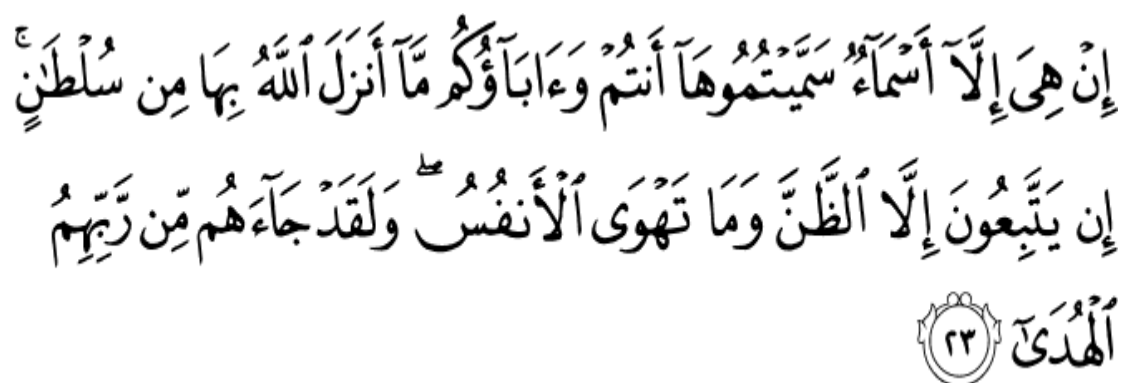 إِنْ هِىَ إِلَّآ أَسْمَآءٌ سَمَّيْتُمُوهَآ أَنتُمْ وَءَابَآؤُكُم مَّآ أَنزَلَ ٱللَّهُ بِهَا مِن سُلْطَٰنٍ ۚ
إِن يَتَّبِعُونَ إِلَّا ٱلظَّنَّ وَمَا تَهْوَى ٱلْأَنفُسُ ۖ وَلَقَدْ جَآءَهُم مِّن رَّبِّهِمُ
ٱلْهُدَىٰٓ ٢٣